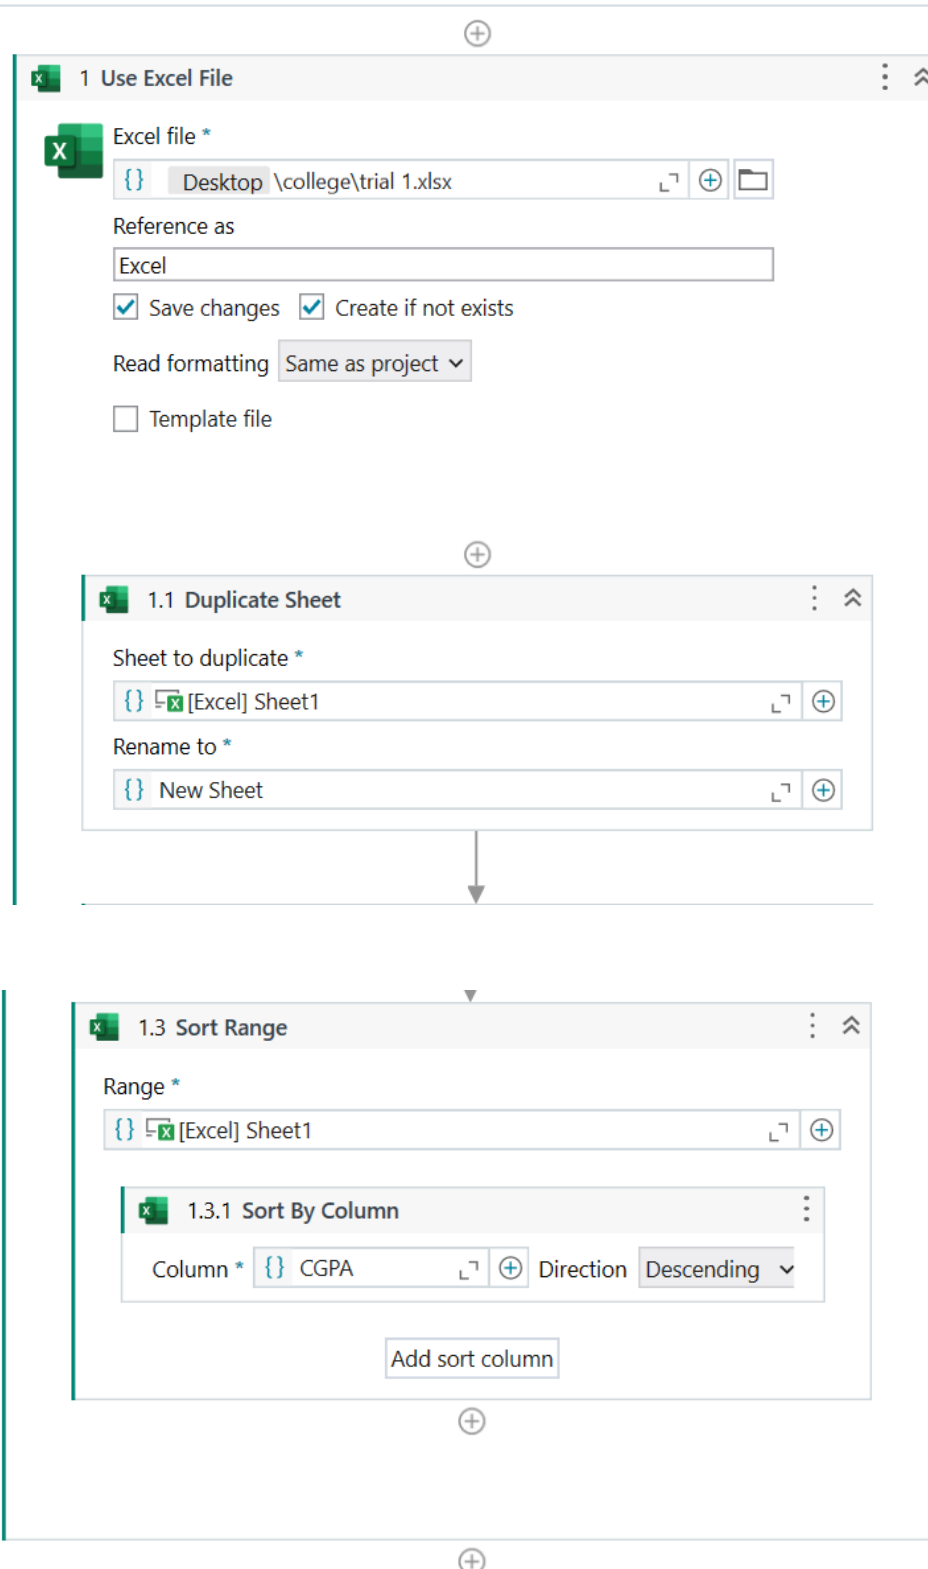 1 Use Excel File
Excel file *
{} Desktop \college\trial 1.xlsx
Reference as
Excel
Save changes Create if not exists
Read formatting Same as project
Template file
1.1 Duplicate Sheet
Sheet to duplicate *
{} [Excel] Sheet1
Rename to *
{} New Sheet
1.3 Sort Range
Range *
{} [Excel] Sheet1
1.3.1 Sort By Column
Column * {} CGPA Direction Descending
Add sort column